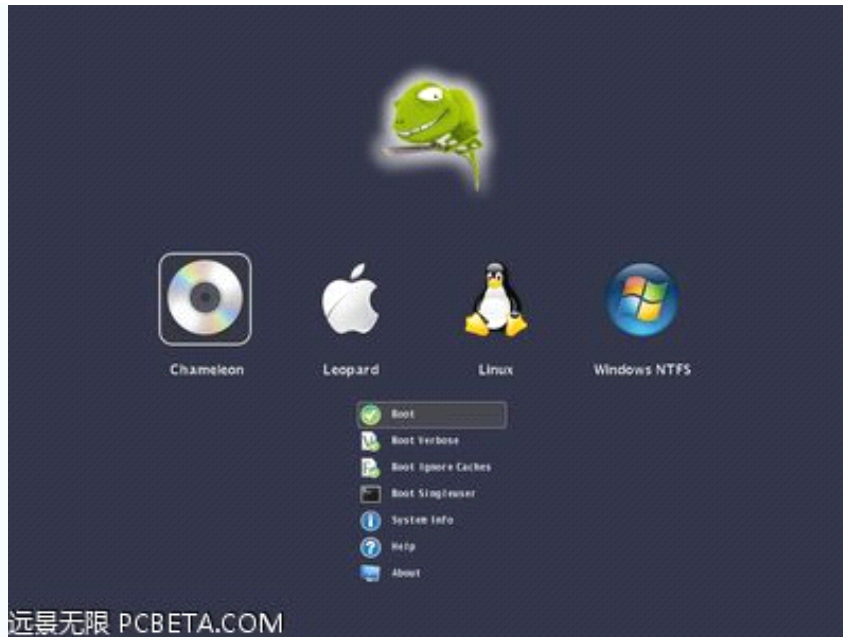 Chameleon Leopard Linux Windows NTFS
Boot
Boot Verbose
Boot Ignore Caches
Boot Singleuser
System Info
Help
About
远景无限 PCBETA.COM